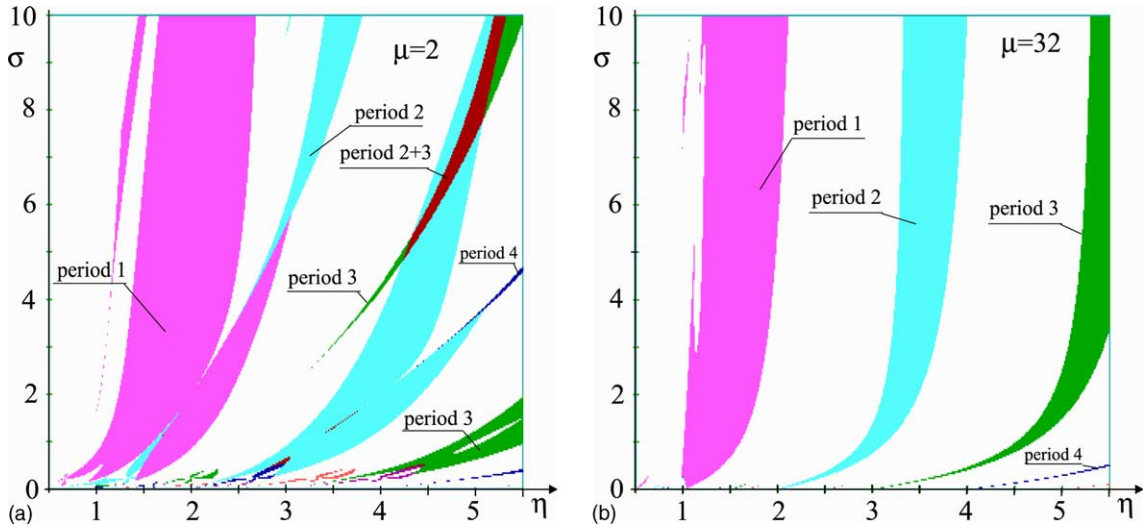 10
σ
8
6
4
2
0
μ=2
period 2
period 2+3
period 1
period 3
period 4
period 3
1 2 3 4 5 η
(a)
10
σ
8
6
4
2
0
μ=32
period 1
period 2
period 3
period 4
1 2 3 4 5 η
(b)